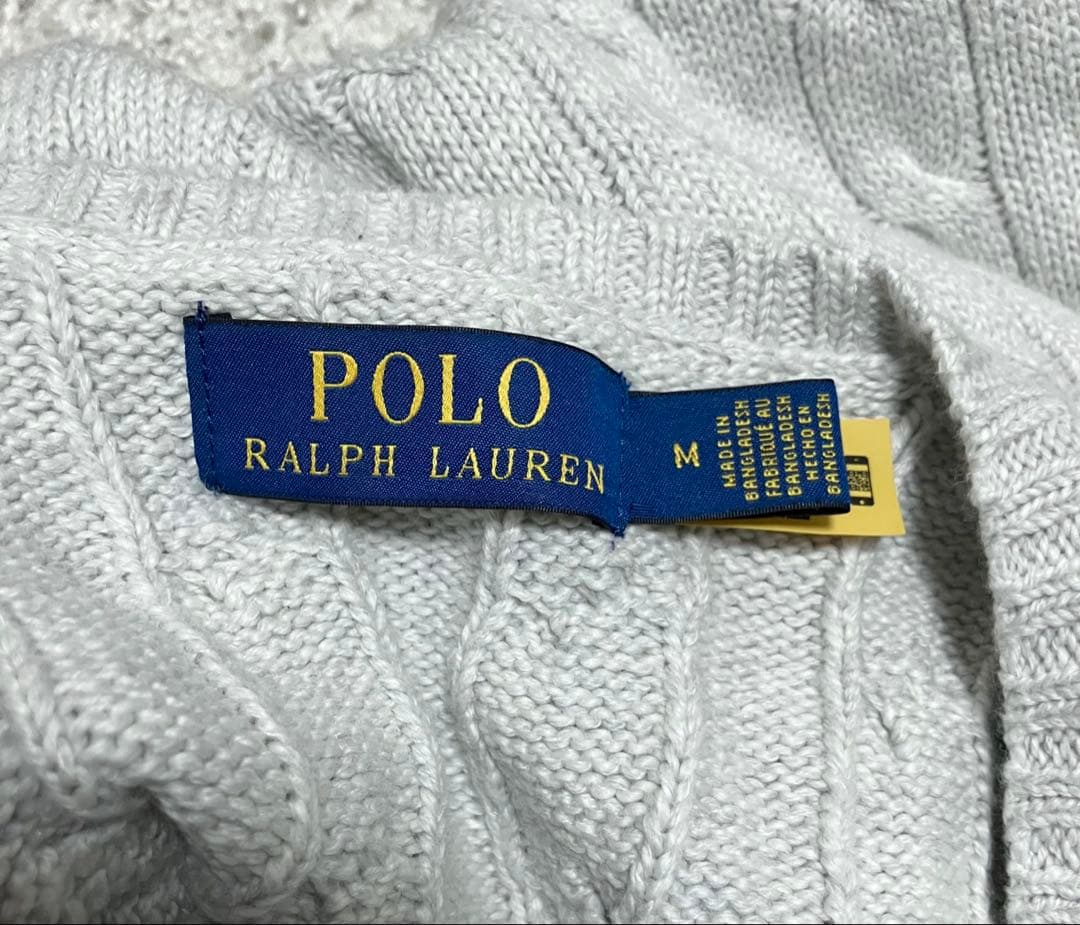 POLO
RALPH LAUREN
M
MADE IN
BANGLADESH
FABRIQUÉ AU
BANGLADESH
HECHO EN
BANGLADESH